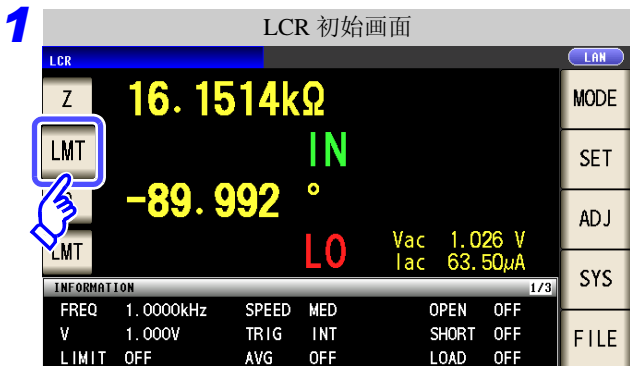 1
LCR 初始画面
LCR
LAN
Z
16.1514kΩ
MODE
LMT
IN
SET
-89.992 °
ADJ
LMT
LO
Vac 1.026 V
Iac 63.50μA
SYS
INFORMATION 1/3
FREQ 1.0000kHz SPEED MED OPEN OFF
V 1.000V TRIG INT SHORT OFF
FILE
LIMIT OFF AVG OFF LOAD OFF